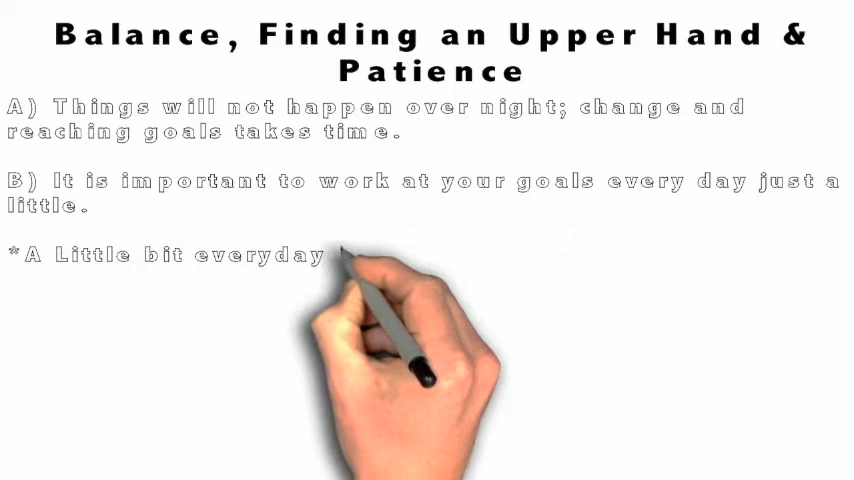 Balance, Finding an Upper Hand &
Patience
A) Things will not happen over night; change and
reaching goals takes time.
B) It is important to work at your goals every day just a
little.
*A Little bit everyday